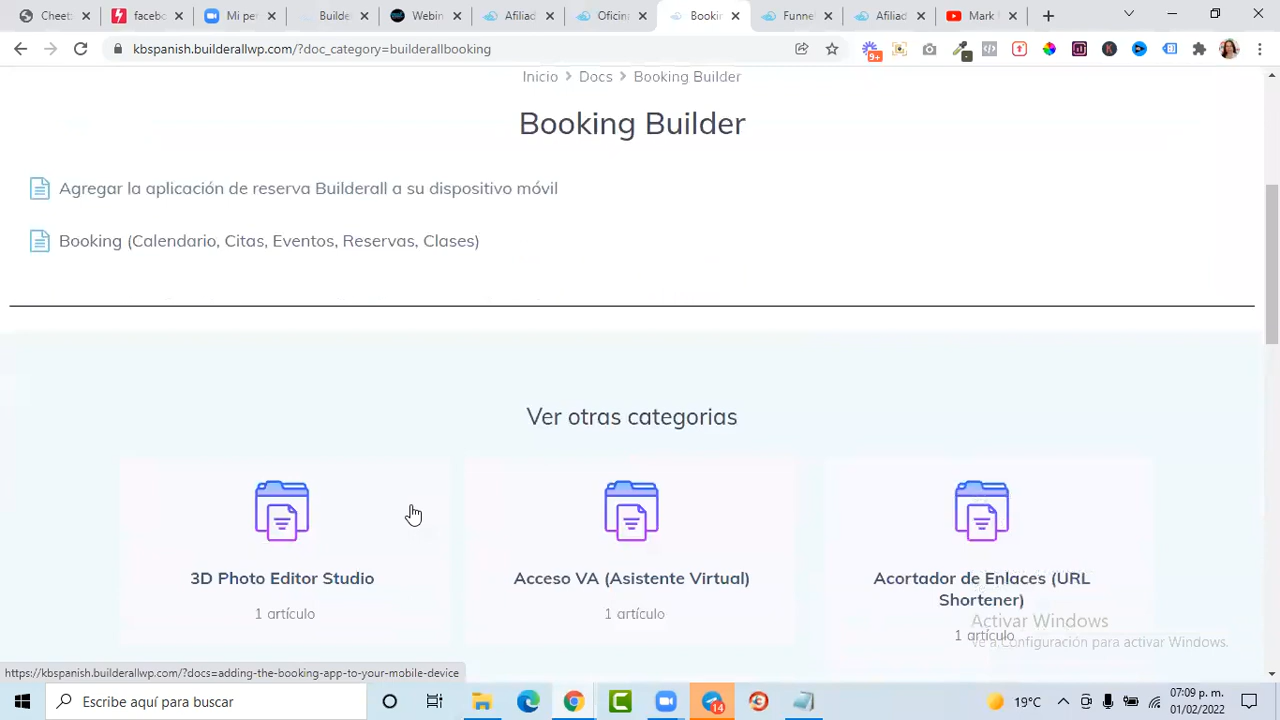 Cheet
facebo
Mi per
Builder
Webin
Afiliad
Oficina
Bookin
Funne
Afiliad
Mark
kbspanish.builderallwp.com/?doc_category=builderallbooking
9+
Inicio > Docs > Booking Builder
Booking Builder
Agregar la aplicación de reserva Builderall a su dispositivo móvil
Booking (Calendario, Citas, Eventos, Reservas, Clases)
Ver otras categorias
3D Photo Editor Studio
1 artículo
Acceso VA (Asistente Virtual)
1 artículo
Acortador de Enlaces (URL
Shortener)
1 artículo
Activar Windows
Ve a Configuración para activar Windows.
https://kbspanish.builderallwp.com/?docs=adding-the-booking-app-to-your-mobile-device
Escribe aquí para buscar
14
19°C
07:09 p. m.
01/02/2022